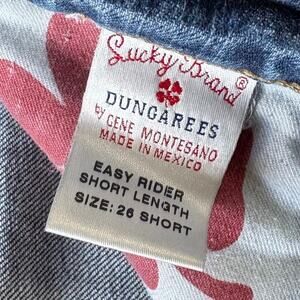 Lucky Brand®
DUNGAREES
BY GENE MONTESANO
MADE IN MEXICO
EASY RIDER
SHORT LENGTH
SIZE: 26 SHORT